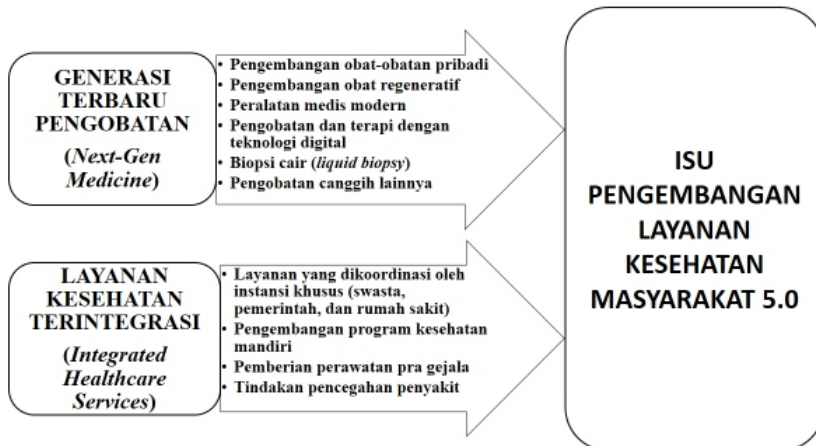 GENERASI
TERBARU
PENGOBATAN
(Next-Gen
Medicine)
• Pengembangan obat-obatan pribadi
• Pengembangan obat regeneratif
• Peralatan medis modern
• Pengobatan dan terapi dengan
teknologi digital
• Biopsi cair (liquid biopsy)
• Pengobatan canggih lainnya
LAYANAN
KESEHATAN
TERINTEGRASI
(Integrated
Healthcare
Services)
• Layanan yang dikoordinasi oleh
instansi khusus (swasta,
pemerintah, dan rumah sakit)
• Pengembangan program kesehatan
mandiri
• Pemberian perawatan pra gejala
• Tindakan pencegahan penyakit
ISU
PENGEMBANGAN
LAYANAN
KESEHATAN
MASYARAKAT 5.0